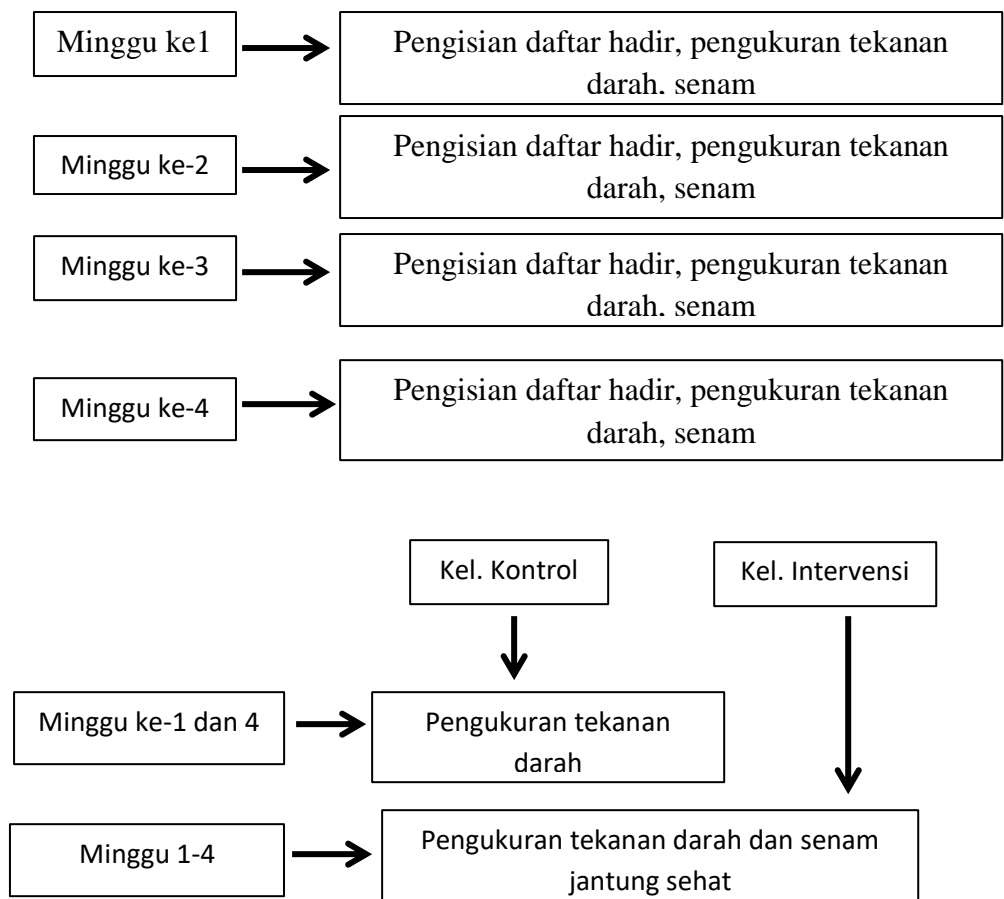 Minggu ke1
Pengisian daftar hadir, pengukuran tekanan
darah, senam
Minggu ke-2
Pengisian daftar hadir, pengukuran tekanan
darah, senam
Minggu ke-3
Pengisian daftar hadir, pengukuran tekanan
darah, senam
Minggu ke-4
Pengisian daftar hadir, pengukuran tekanan
darah, senam
Kel. Kontrol
Kel. Intervensi
Minggu ke-1 dan 4
Pengukuran tekanan
darah
Minggu 1-4
Pengukuran tekanan darah dan senam
jantung sehat